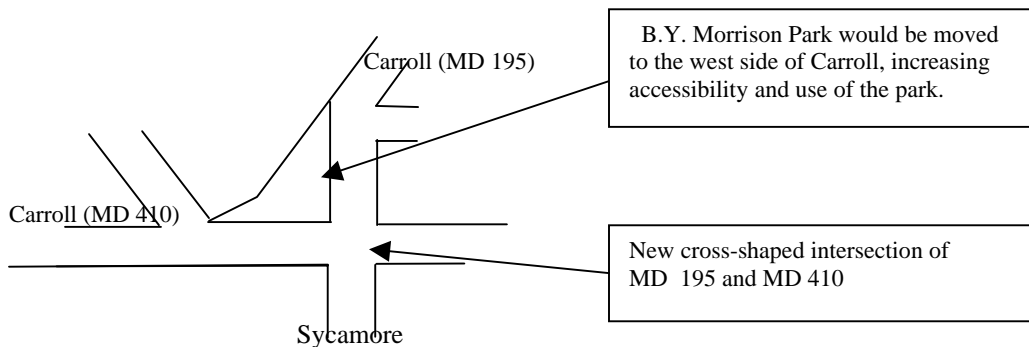 B.Y. Morrison Park would be moved
to the west side of Carroll, increasing
accessibility and use of the park.
Carroll (MD 195)
Carroll (MD 410)
New cross-shaped intersection of
MD 195 and MD 410
Sycamore